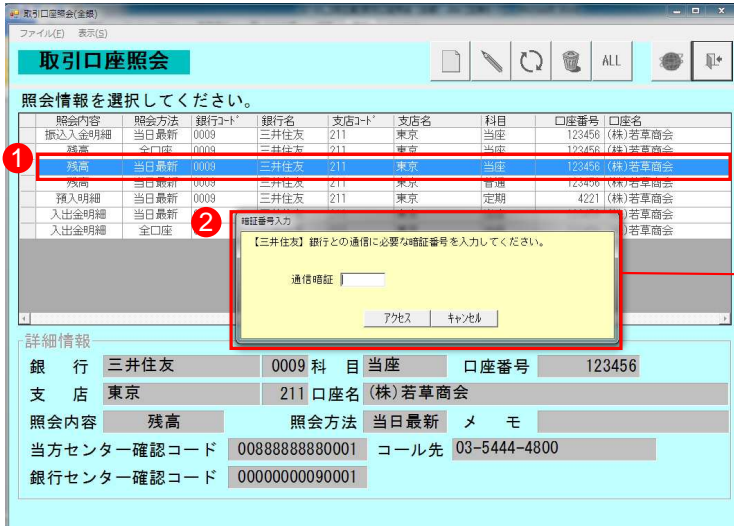 取引口座照会(全銀)
ファイル(F) 表示(S)
取引口座照会
ALL
照会情報を選択してください。
照会内容 照会方法 銀行コード 銀行名 支店コード 支店名 科目 口座番号 口座名
振込入金明細 当日最新 0009 三井住友 211 東京 当座 123456 (株)若草商会
残高 全口座 0009 三井住友 211 東京 当座 123456 (株)若草商会
1
残高 当日最新 0009 三井住友 211 東京 当座 123456 (株)若草商会
残高 当日最新 0009 三井住友 211 東京 普通 123456 (株)若草商会
預入明細 当日最新 0009 三井住友 211 東京 定期 4221 (株)若草商会
入出金明細 当日最新
入出金明細 全口座
2
暗証番号入力
【三井住友】銀行との通信に必要な暗証番号を入力してください。
通信暗証
アクセス キャンセル
詳細情報
銀 行 三井住友 0009 科 目 当座 口座番号 123456
支 店 東京 211 口座名 (株)若草商会
照会内容 残高 照会方法 当日最新 メ モ
当方センター確認コード 00888888880001 コール先 03-5444-4800
銀行センター確認コード 00000000090001